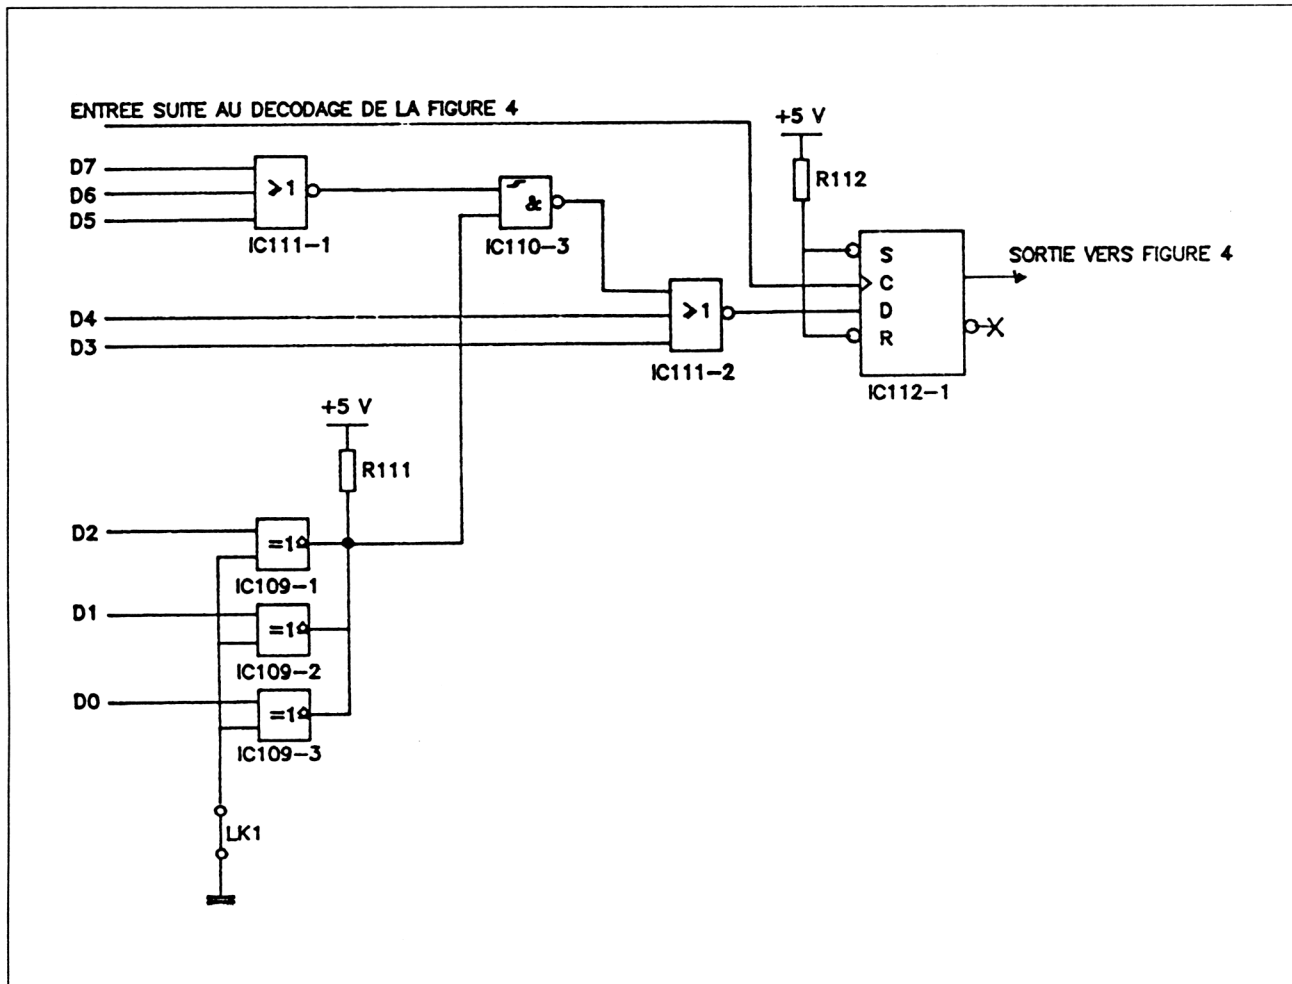 ENTREE SUITE AU DECODAGE DE LA FIGURE 4
+5 V
D7
D6
D5
>1
IC111-1
&
IC110-3
R112
S
C
D
R
IC112-1
SORTIE VERS FIGURE 4
D4
D3
>1
IC111-2
+5 V
R111
D2
=1
IC109-1
D1
=1
IC109-2
D0
=1
IC109-3
LK1